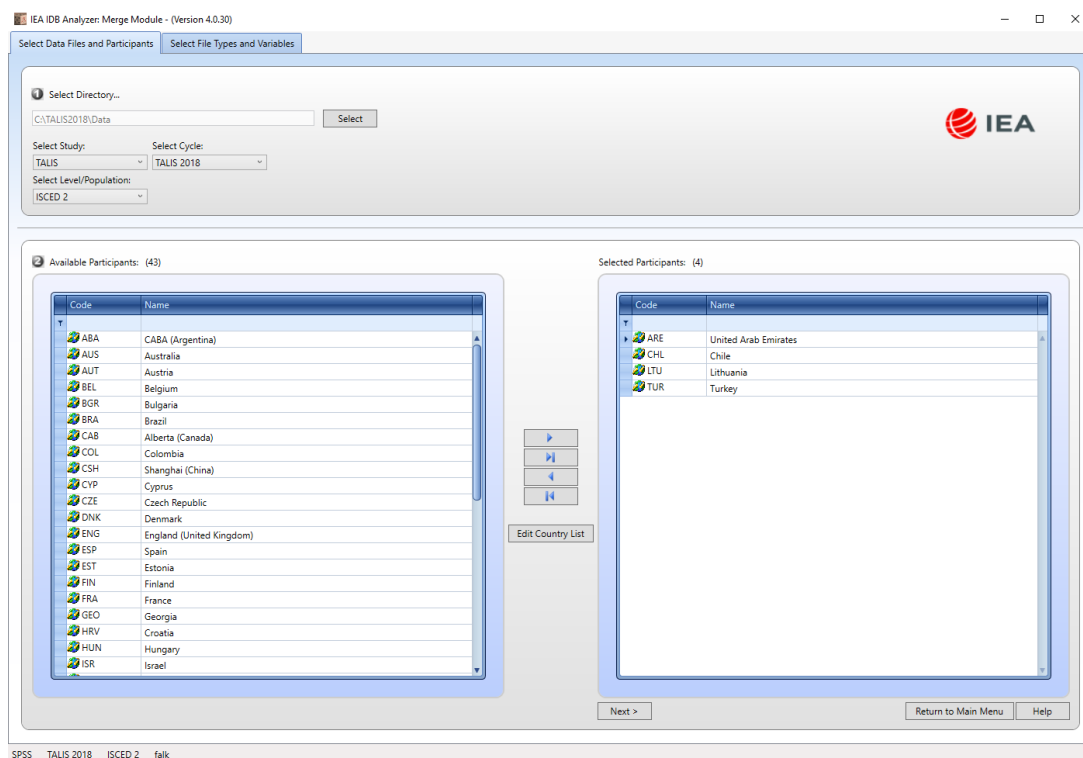 IEA IDB Analyzer: Merge Module - (Version 4.0.30)
Select Data Files and Participants Select File Types and Variables
1 Select Directory...
C:\TALIS2018\Data Select
IEA
Select Study: Select Cycle:
TALIS TALIS 2018
Select Level/Population:
ISCED 2
2 Available Participants: (43) Selected Participants: (4)
Code Name
ABA CABA (Argentina)
AUS Australia
AUT Austria
BEL Belgium
BGR Bulgaria
BRA Brazil
CAB Alberta (Canada)
COL Colombia
CSH Shanghai (China)
CYP Cyprus
CZE Czech Republic
DNK Denmark
ENG England (United Kingdom)
ESP Spain
EST Estonia
FIN Finland
FRA France
GEO Georgia
HRV Croatia
HUN Hungary
ISR Israel
Edit Country List
Code Name
ARE United Arab Emirates
CHL Chile
LTU Lithuania
TUR Turkey
Next > Return to Main Menu Help
SPSS TALIS 2018 ISCED 2 falk